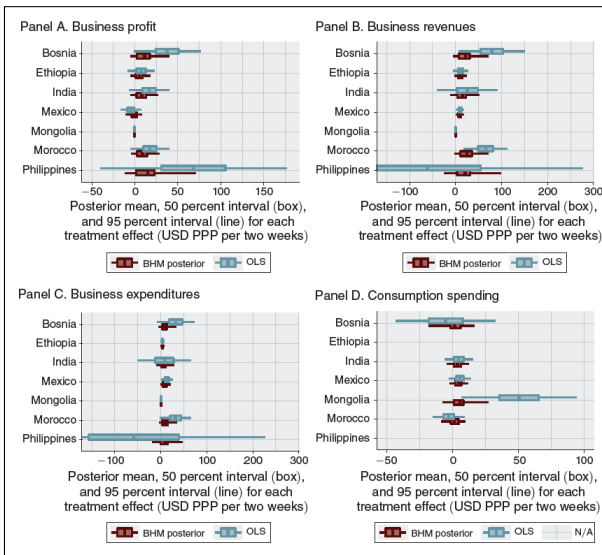 Panel A. Business profit
Bosnia
Ethiopia
India
Mexico
Mongolia
Morocco
Philippines
−50 0 50 100 150
Posterior mean, 50 percent interval (box),
and 95 percent interval (line) for each
treatment effect (USD PPP per two weeks)
BHM posterior OLS
Panel B. Business revenues
Bosnia
Ethiopia
India
Mexico
Mongolia
Morocco
Philippines
−100 0 100 200 300
Posterior mean, 50 percent interval (box),
and 95 percent interval (line) for each
treatment effect (USD PPP per two weeks)
BHM posterior OLS
Panel C. Business expenditures
Bosnia
Ethiopia
India
Mexico
Mongolia
Morocco
Philippines
−100 0 100 200 300
Posterior mean, 50 percent interval (box),
and 95 percent interval (line) for each
treatment effect (USD PPP per two weeks)
BHM posterior OLS
Panel D. Consumption spending
Bosnia
Ethiopia
India
Mexico
Mongolia
Morocco
Philippines
−50 0 50 100
Posterior mean, 50 percent interval (box),
and 95 percent interval (line) for each
treatment effect (USD PPP per two weeks)
BHM posterior OLS N/A